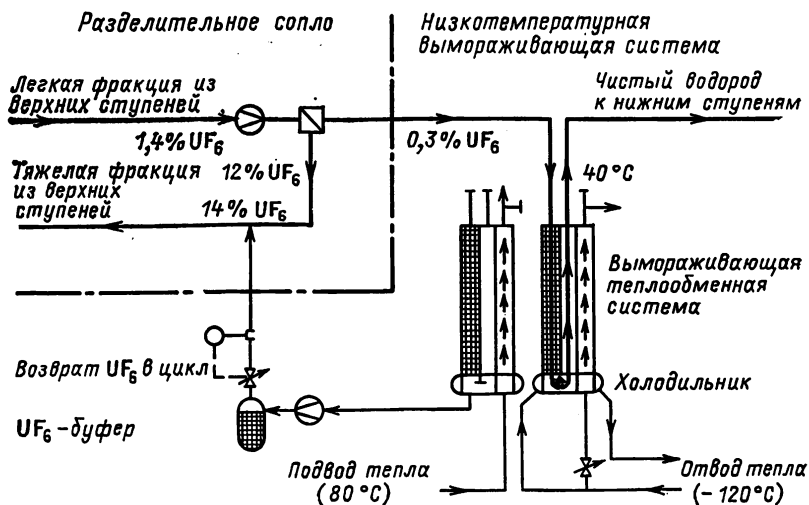 Разделительное сопло
Низкотемпературная
вымораживающая система
Легкая фракция из
верхних ступеней
1,4% UF₆
Чистый водород
к нижним ступеням
0,3% UF₆
Тяжелая фракция
из верхних
ступеней
12% UF₆
14% UF₆
40°С
Вымораживающая
теплообменная
система
Возврат UF₆ в цикл
Холодильник
UF₆-буфер
Подвод тепла
(80°С)
Отвод тепла
(-120°С)